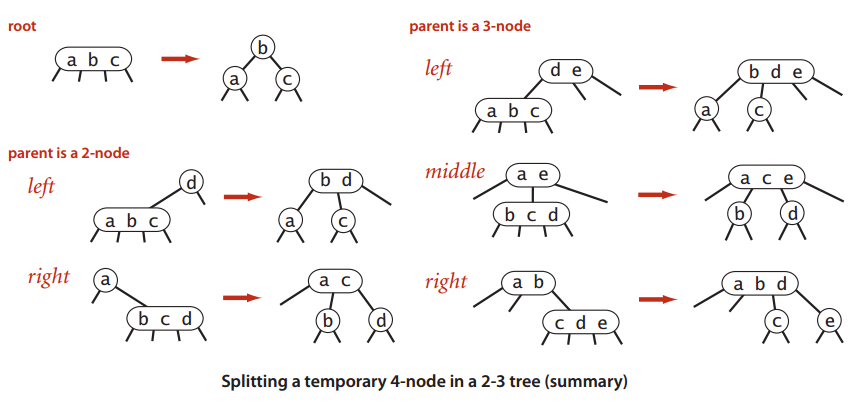 root
a b c
b
a c
parent is a 2-node
left
d
a b c
b d
a c
right
a
b c d
a c
b d
parent is a 3-node
left
d e
a b c
b d e
a c
middle
a e
b c d
a c e
b d
right
a b
c d e
a b d
c e
Splitting a temporary 4-node in a 2-3 tree (summary)